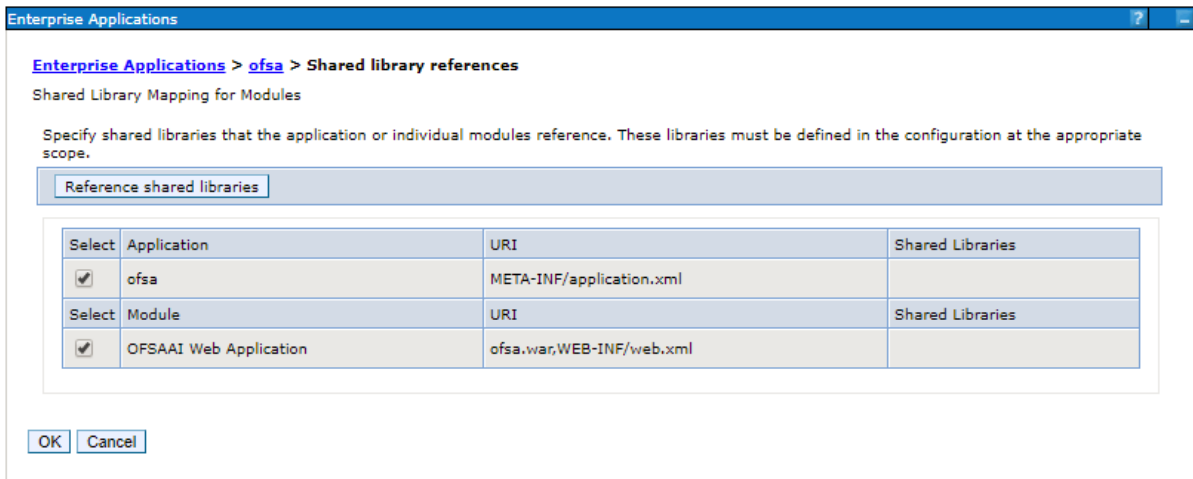 Enterprise Applications ? –
Enterprise Applications > ofsa > Shared library references
Shared Library Mapping for Modules
Specify shared libraries that the application or individual modules reference. These libraries must be defined in the configuration at the appropriate
scope.
Reference shared libraries
Select Application URI Shared Libraries
ofsa META-INF/application.xml
Select Module URI Shared Libraries
OFSAAI Web Application ofsa.war,WEB-INF/web.xml
OK Cancel